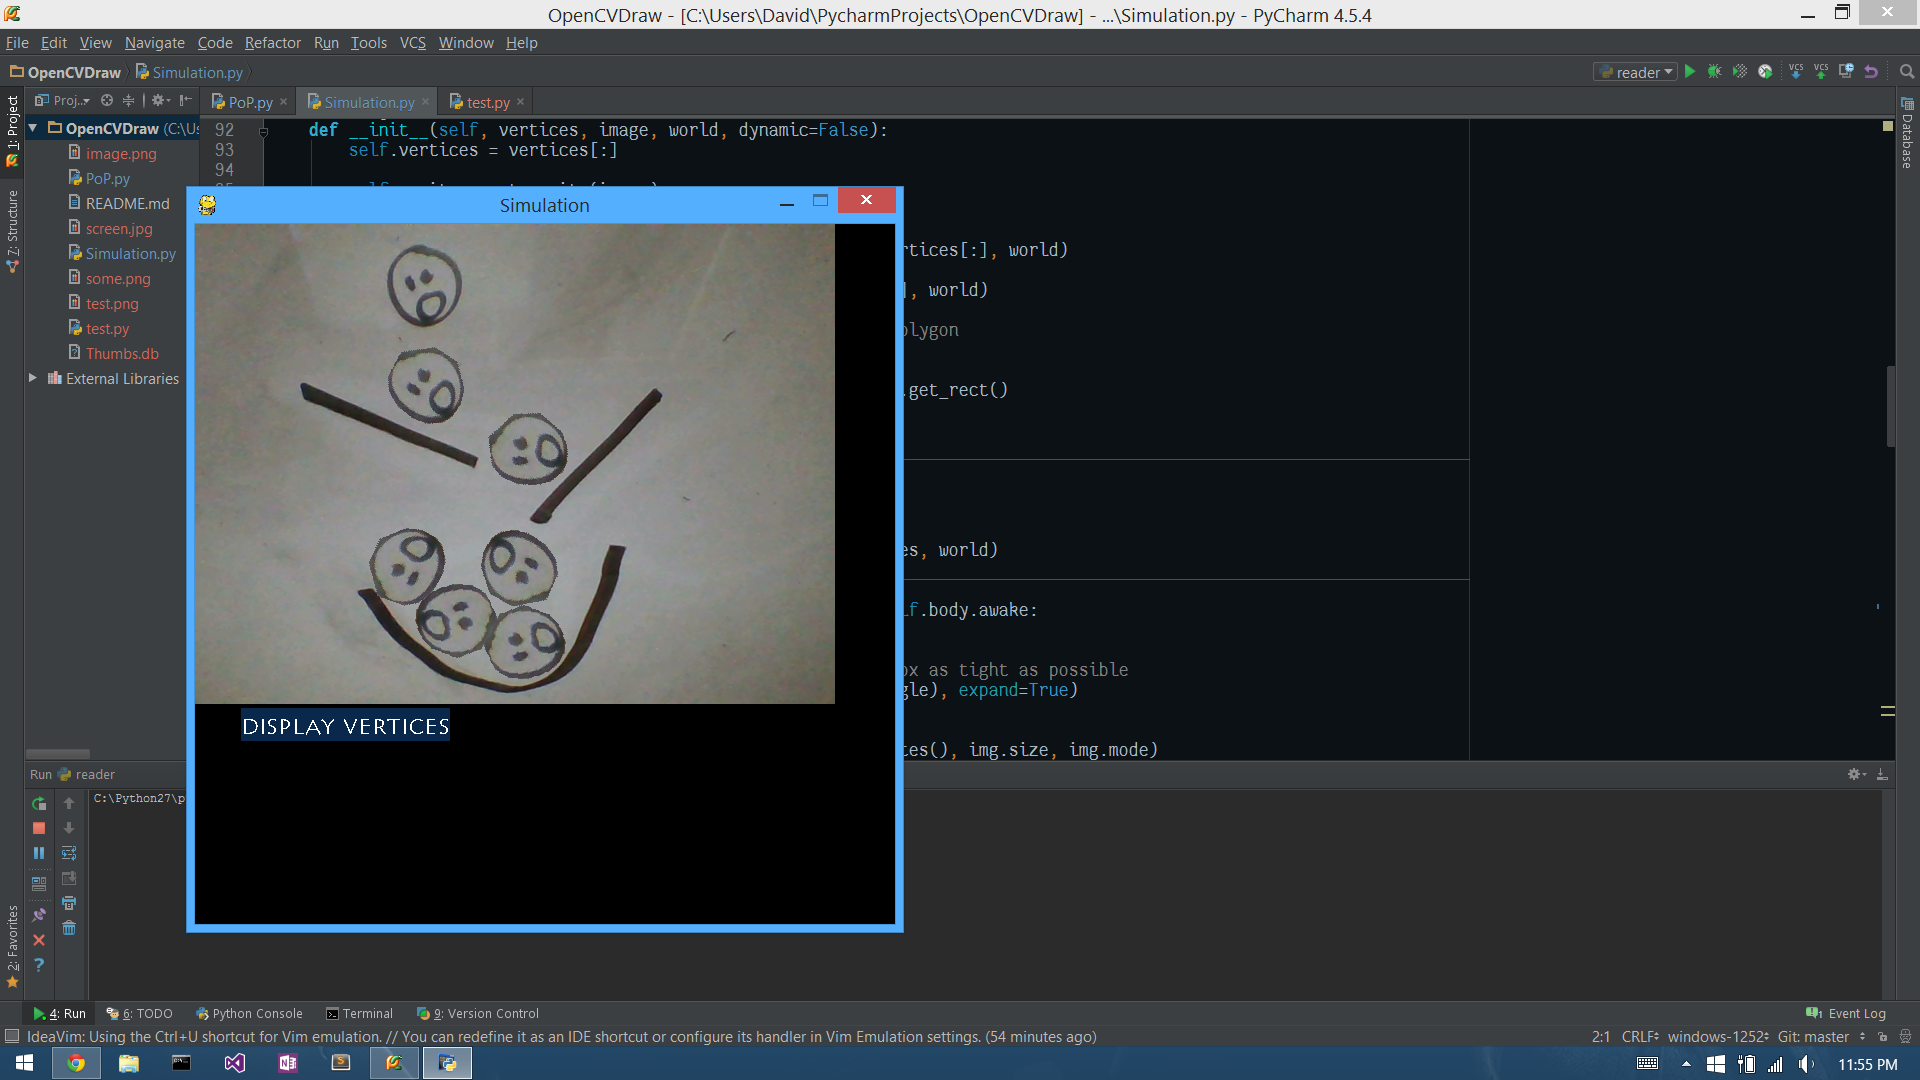 OpenCVDraw - [C:\Users\David\PycharmProjects\OpenCVDraw] - ...\Simulation.py - PyCharm 4.5.4
File Edit View Navigate Code Refactor Run Tools VCS Window Help
OpenCVDraw Simulation.py reader VCS VCS
1: Project
7: Structure
2: Favorites
Database
Proj... PoP.py Simulation.py test.py
OpenCVDraw (C:\Us
image.png
PoP.py
README.md
screen.jpg
Simulation.py
some.png
test.png
test.py
Thumbs.db
External Libraries
92 def __init__(self, vertices, image, world, dynamic=False):
93 self.vertices = vertices[:]
94
Simulation
rtices[:], world)
], world)
olygon
.get_rect()
es, world)
lf.body.awake:
ox as tight as possible
gle), expand=True)
tes(), img.size, img.mode)
DISPLAY VERTICES
Run reader
C:\Python27\p
4: Run 6: TODO Python Console Terminal 9: Version Control 1 Event Log
IdeaVim: Using the Ctrl+U shortcut for Vim emulation. // You can redefine it as an IDE shortcut or configure its handler in Vim Emulation settings. (54 minutes ago) 2:1 CRLF windows-1252 Git: master
11:55 PM